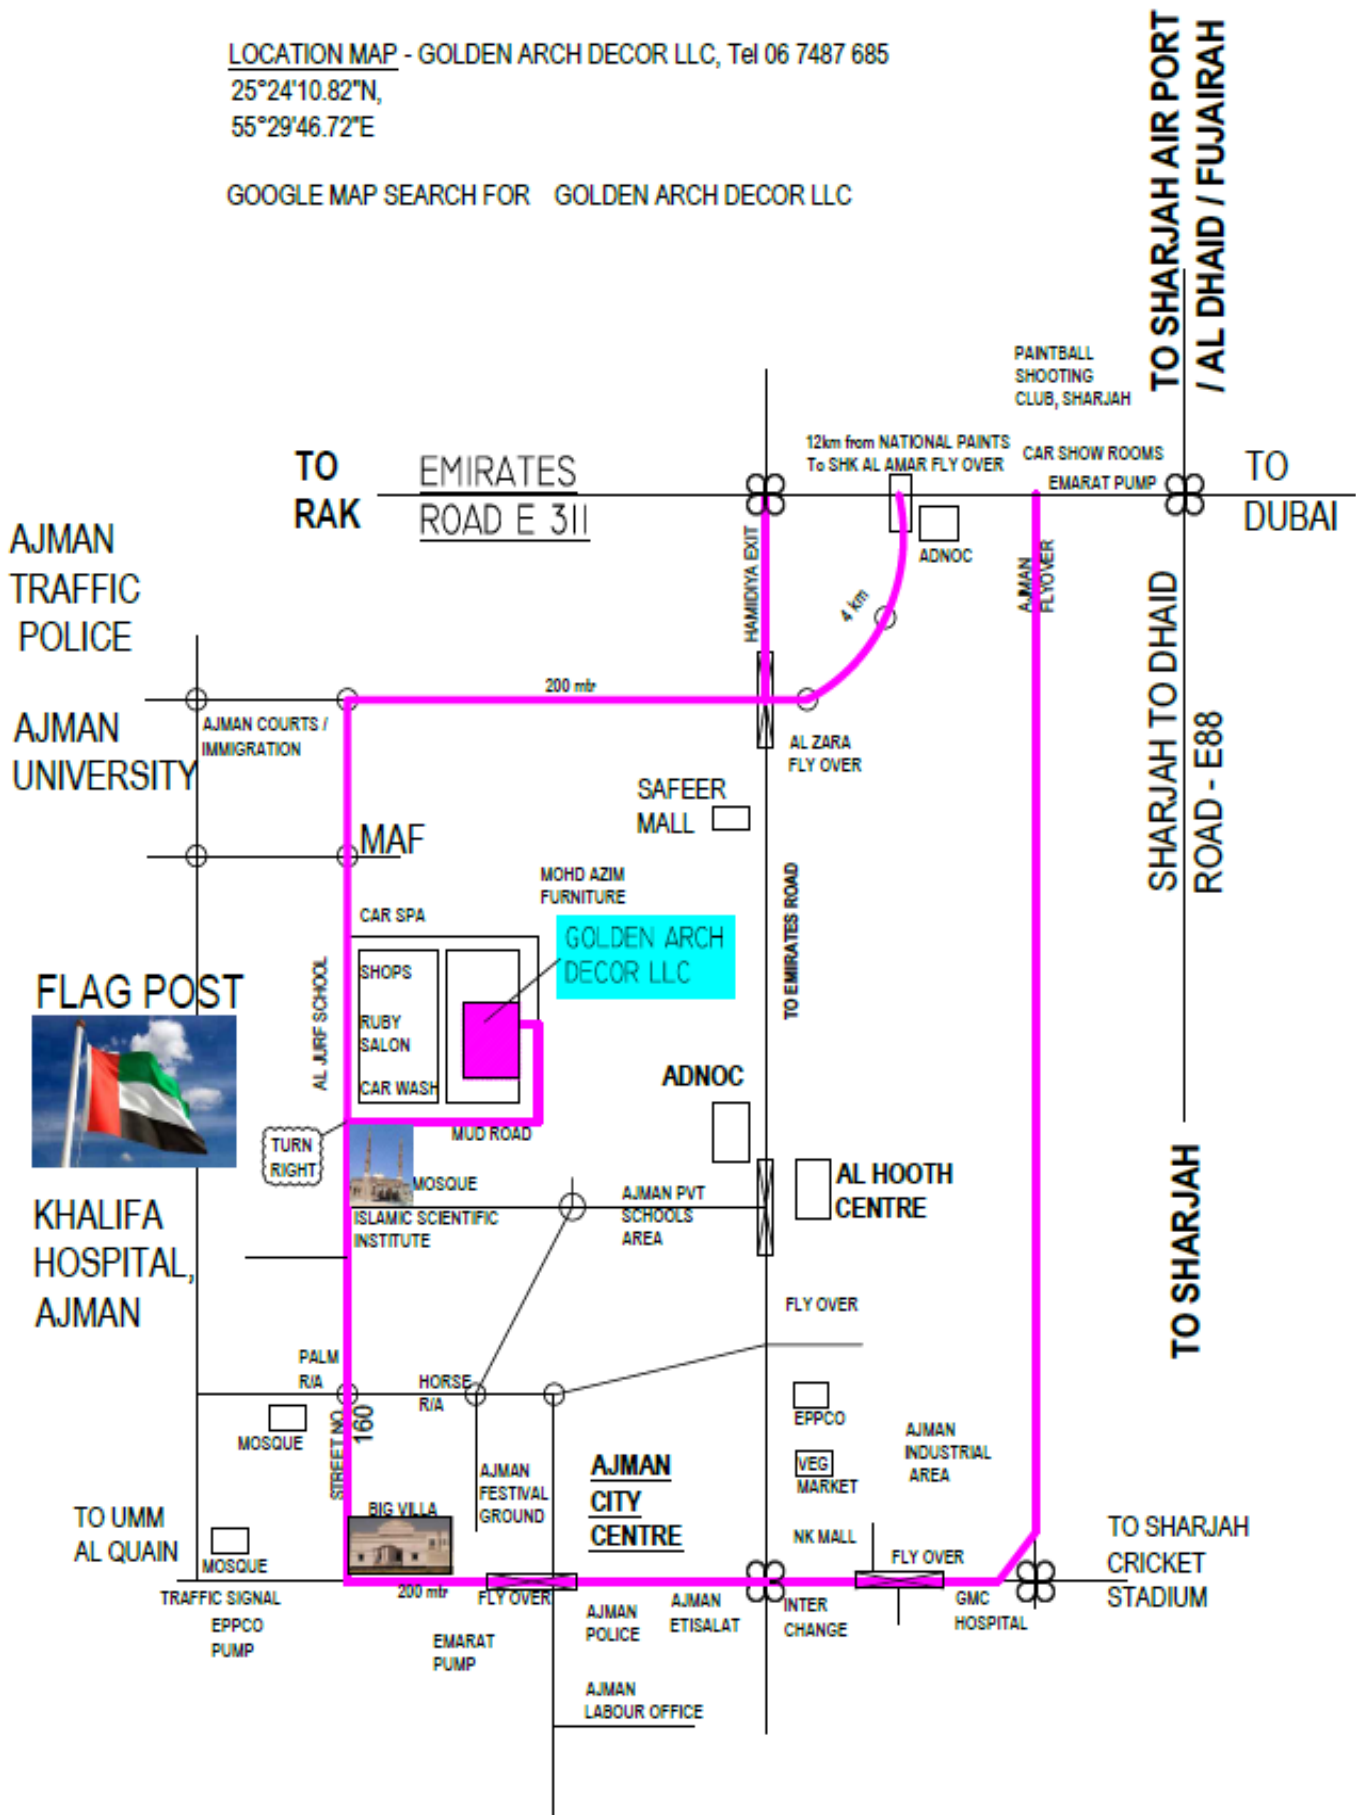 LOCATION MAP - GOLDEN ARCH DECOR LLC, Tel 06 7487 685
25°24'10.82"N,
55°29'46.72"E
GOOGLE MAP SEARCH FOR GOLDEN ARCH DECOR LLC
TO SHARJAH AIR PORT
/ AL DHAID / FUJAIRAH
PAINTBALL
SHOOTING
CLUB, SHARJAH
12km from NATIONAL PAINTS
To SHK AL AMAR FLY OVER
CAR SHOW ROOMS
EMARAT PUMP
TO
DUBAI
TO
RAK
EMIRATES
ROAD E 311
ADNOC
AJMAN
FLYOVER
HAMIDIYA EXIT
4 km
AJMAN
TRAFFIC
POLICE
SHARJAH TO DHAID
ROAD - E88
200 mtr
AJMAN COURTS /
IMMIGRATION
AJMAN
UNIVERSITY
AL ZARA
FLY OVER
SAFEER
MALL
MAF
MOHD AZIM
FURNITURE
TO EMIRATES ROAD
CAR SPA
GOLDEN ARCH
DECOR LLC
SHOPS
RUBY
SALON
CAR WASH
AL JURF SCHOOL
FLAG POST
ADNOC
TURN
RIGHT
MUD ROAD
MOSQUE
ISLAMIC SCIENTIFIC
INSTITUTE
AJMAN PVT
SCHOOLS
AREA
AL HOOTH
CENTRE
TO SHARJAH
KHALIFA
HOSPITAL,
AJMAN
FLY OVER
PALM
R/A
HORSE
R/A
MOSQUE
STREET NO
160
EPPCO
VEG
MARKET
AJMAN
INDUSTRIAL
AREA
AJMAN
FESTIVAL
GROUND
AJMAN
CITY
CENTRE
BIG VILLA
TO UMM
AL QUAIN
MOSQUE
NK MALL
FLY OVER
TO SHARJAH
CRICKET
STADIUM
TRAFFIC SIGNAL
EPPCO
PUMP
200 mtr
FLY OVER
EMARAT
PUMP
AJMAN
POLICE
AJMAN
ETISALAT
INTER
CHANGE
GMC
HOSPITAL
AJMAN
LABOUR OFFICE